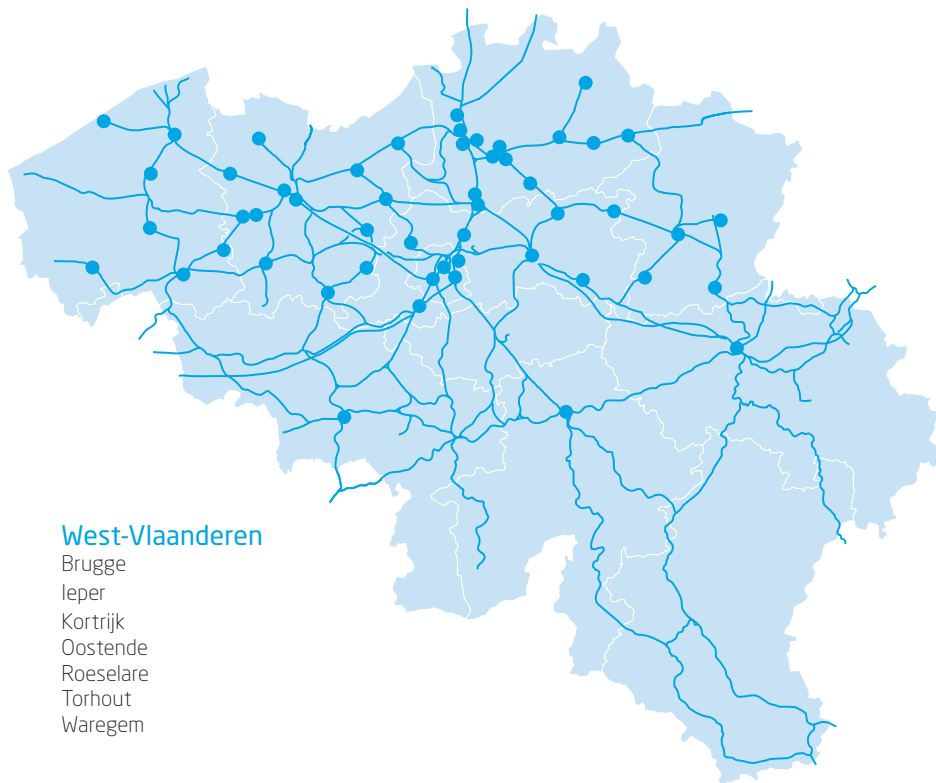 West-Vlaanderen
Brugge
Ieper
Kortrijk
Oostende
Roeselare
Torhout
Waregem